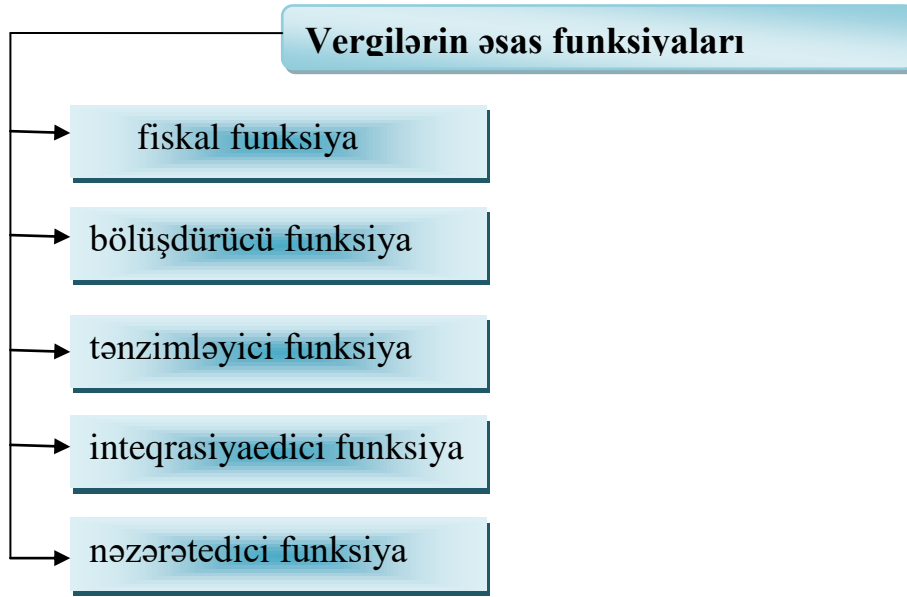 Vergilərin əsas funksiyaları
fiskal funksiya
bölüşdürücü funksiya
tənzimləyici funksiya
inteqrasiyaedici funksiya
nəzərətedici funksiya